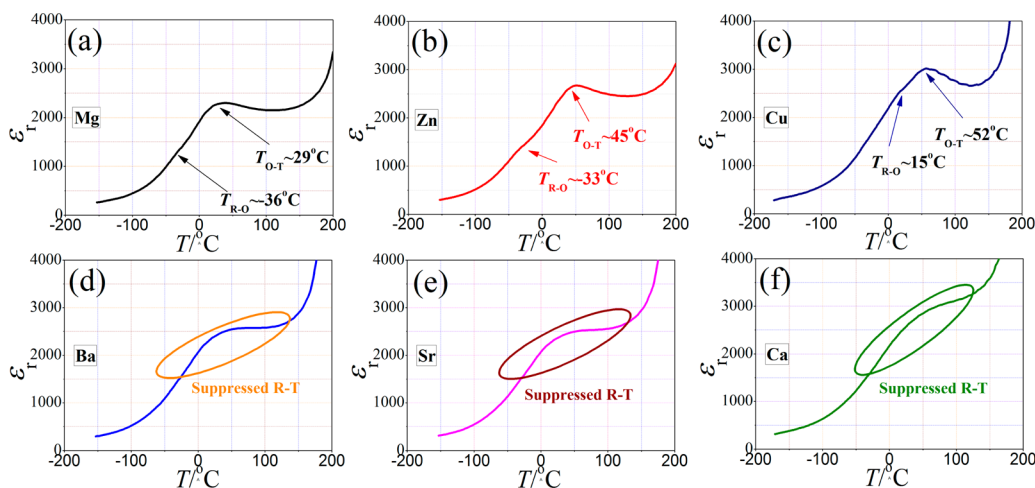 (a)
4000
3000
2000
1000
0
εr
Mg
TO-T~29°C
TR-O~-36°C
-200 -100 0 100 200
T/°C
(b)
4000
3000
2000
1000
0
εr
Zn
TO-T~45°C
TR-O~-33°C
-200 -100 0 100 200
T/°C
(c)
4000
3000
2000
1000
0
εr
Cu
TO-T~52°C
TR-O~15°C
-200 -100 0 100 200
T/°C
(d)
4000
3000
2000
1000
0
εr
Ba
Suppressed R-T
-200 -100 0 100 200
T/°C
(e)
4000
3000
2000
1000
0
εr
Sr
Suppressed R-T
-200 -100 0 100 200
T/°C
(f)
4000
3000
2000
1000
0
εr
Ca
Suppressed R-T
-200 -100 0 100 200
T/°C